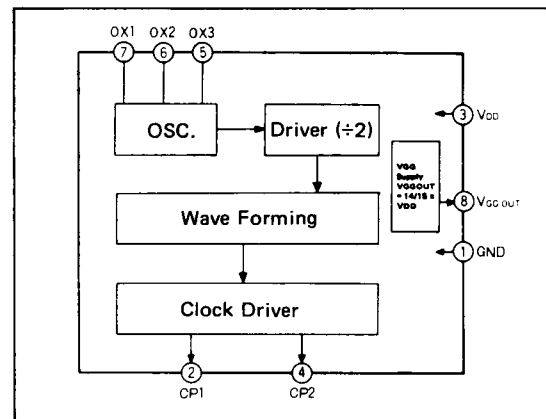 OX1 OX2 OX3
7 6 5
OSC.
Driver (÷2)
3 VDD
VGG
Supply
VGGOUT
= 14/15 x
VDD
8 VGG OUT
Wave Forming
1 GND
Clock Driver
2 4
CP1 CP2